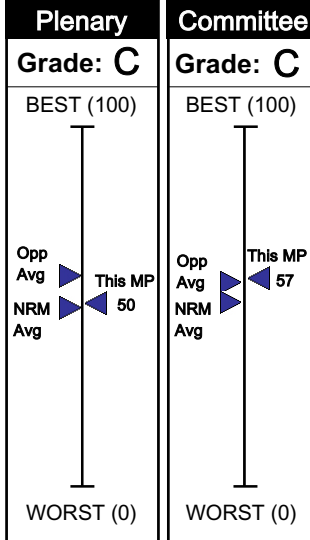 Plenary
Grade: C
BEST (100)
Opp
Avg
This MP
50
NRM
Avg
WORST (0)
Committee
Grade: C
BEST (100)
Opp
Avg
This MP
57
NRM
Avg
WORST (0)